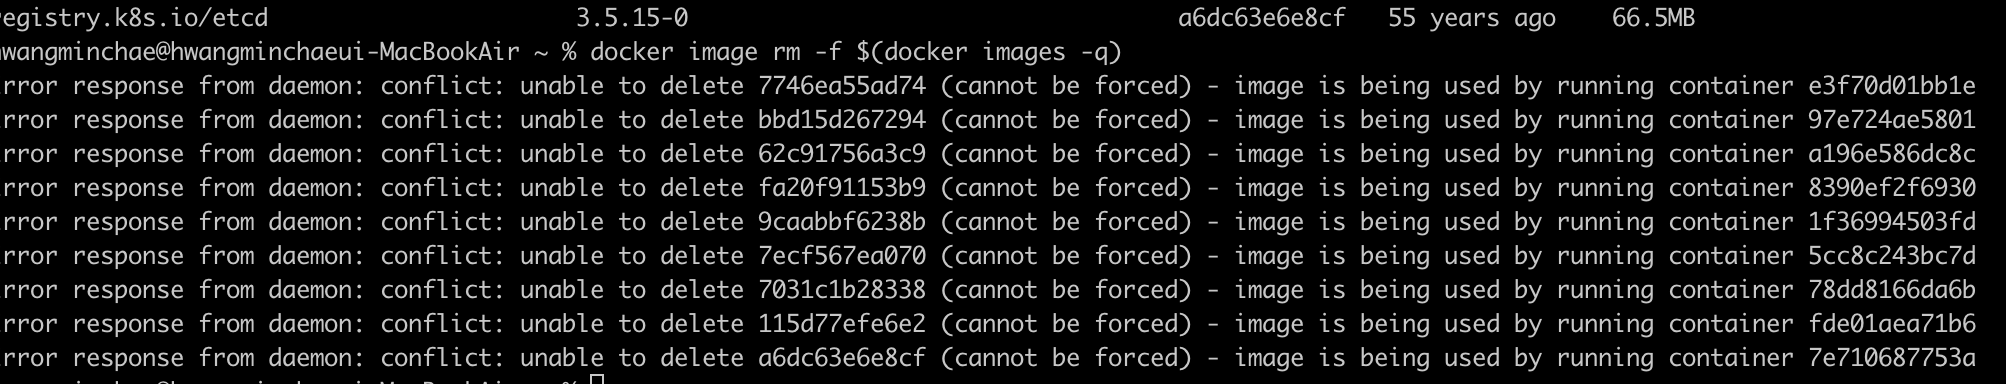 egistry.k8s.io/etcd 3.5.15-0 a6dc63e6e8cf 55 years ago 66.5MB
wangminchae@hwangminchaeui-MacBookAir ~ % docker image rm -f $(docker images -q)
rror response from daemon: conflict: unable to delete 7746ea55ad74 (cannot be forced) - image is being used by running container e3f70d01bb1e
rror response from daemon: conflict: unable to delete bbd15d267294 (cannot be forced) - image is being used by running container 97e724ae5801
rror response from daemon: conflict: unable to delete 62c91756a3c9 (cannot be forced) - image is being used by running container a196e586dc8c
rror response from daemon: conflict: unable to delete fa20f91153b9 (cannot be forced) - image is being used by running container 8390ef2f6930
rror response from daemon: conflict: unable to delete 9caabbf6238b (cannot be forced) - image is being used by running container 1f36994503fd
rror response from daemon: conflict: unable to delete 7ecf567ea070 (cannot be forced) - image is being used by running container 5cc8c243bc7d
rror response from daemon: conflict: unable to delete 7031c1b28338 (cannot be forced) - image is being used by running container 78dd8166da6b
rror response from daemon: conflict: unable to delete 115d77efe6e2 (cannot be forced) - image is being used by running container fde01aea71b6
rror response from daemon: conflict: unable to delete a6dc63e6e8cf (cannot be forced) - image is being used by running container 7e710687753a